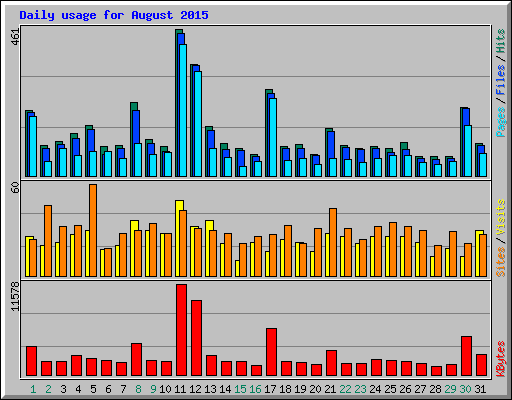 Daily usage for August 2015
461
Pages / Files / Hits
60
Sites / Visits
11578
KBytes
1 2 3 4 5 6 7 8 9 10 11 12 13 14 15 16 17 18 19 20 21 22 23 24 25 26 27 28 29 30 31